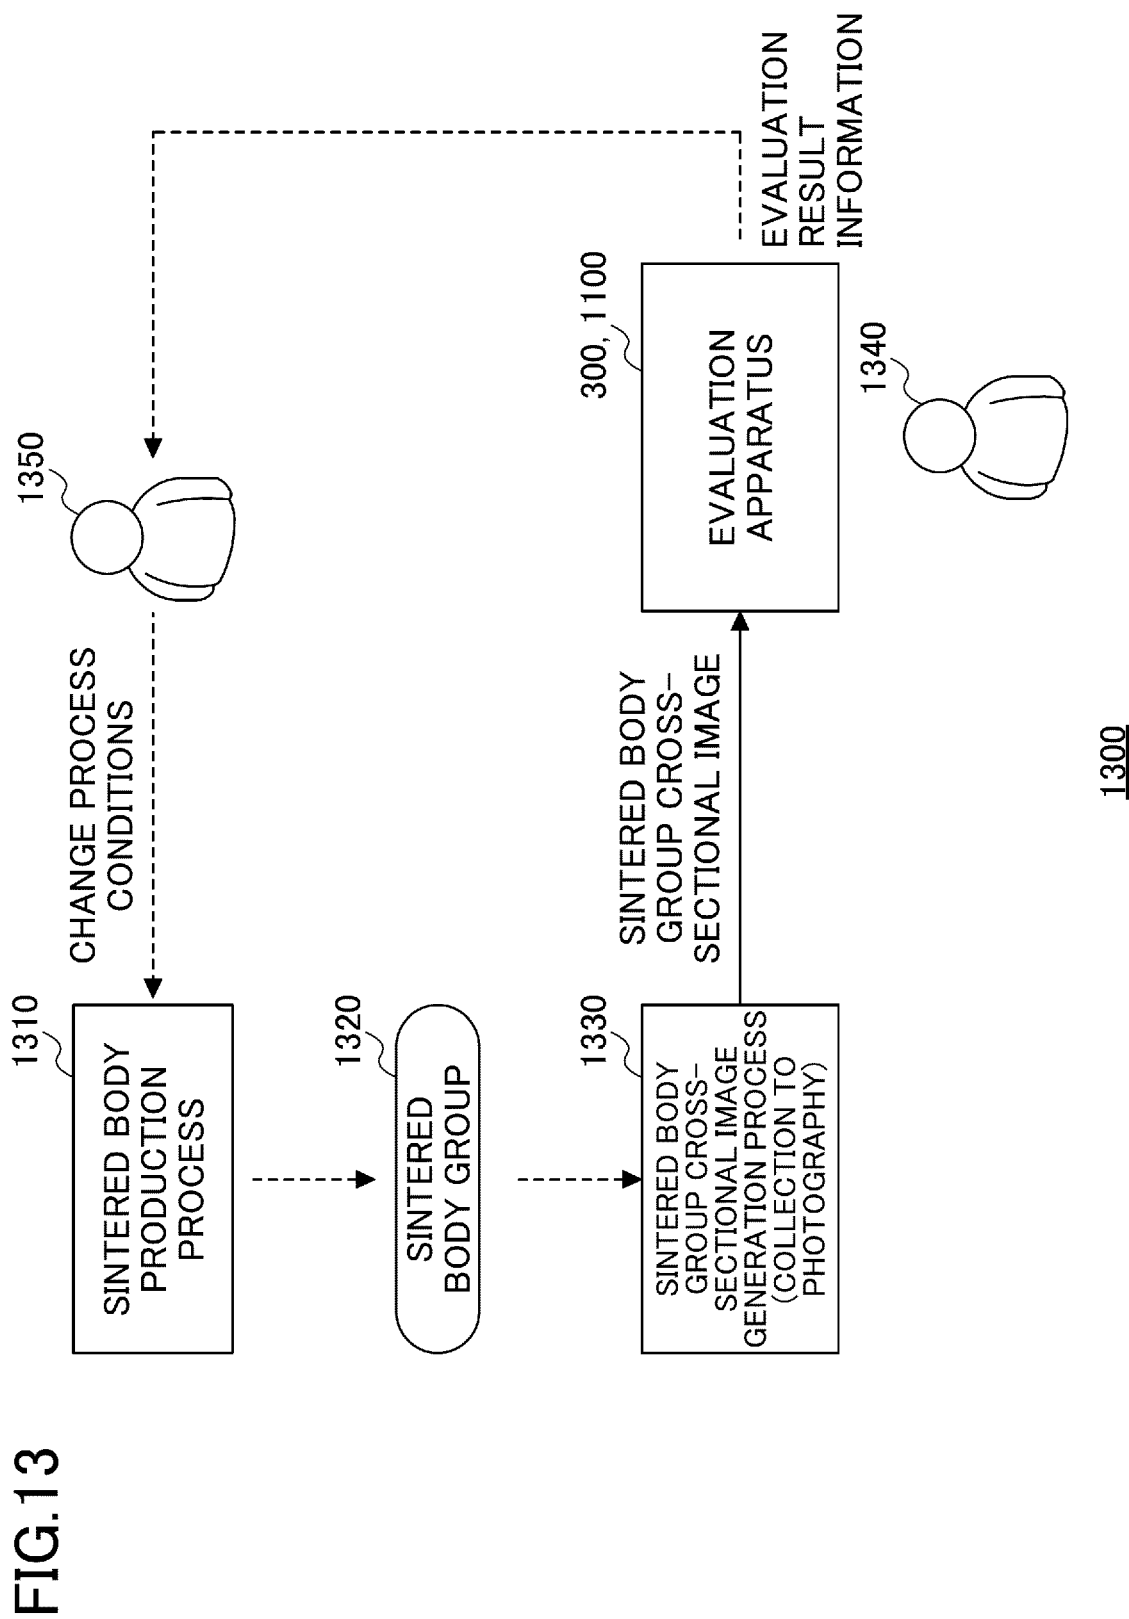 FIG.13
1310
SINTERED BODY
PRODUCTION
PROCESS
CHANGE PROCESS
CONDITIONS
1350
1320
SINTERED
BODY GROUP
1330
SINTERED BODY
GROUP CROSS-
SECTIONAL IMAGE
GENERATION PROCESS
(COLLECTION TO
PHOTOGRAPHY)
SINTERED BODY
GROUP CROSS-
SECTIONAL IMAGE
300, 1100
EVALUATION
APPARATUS
EVALUATION
RESULT
INFORMATION
1340
1300